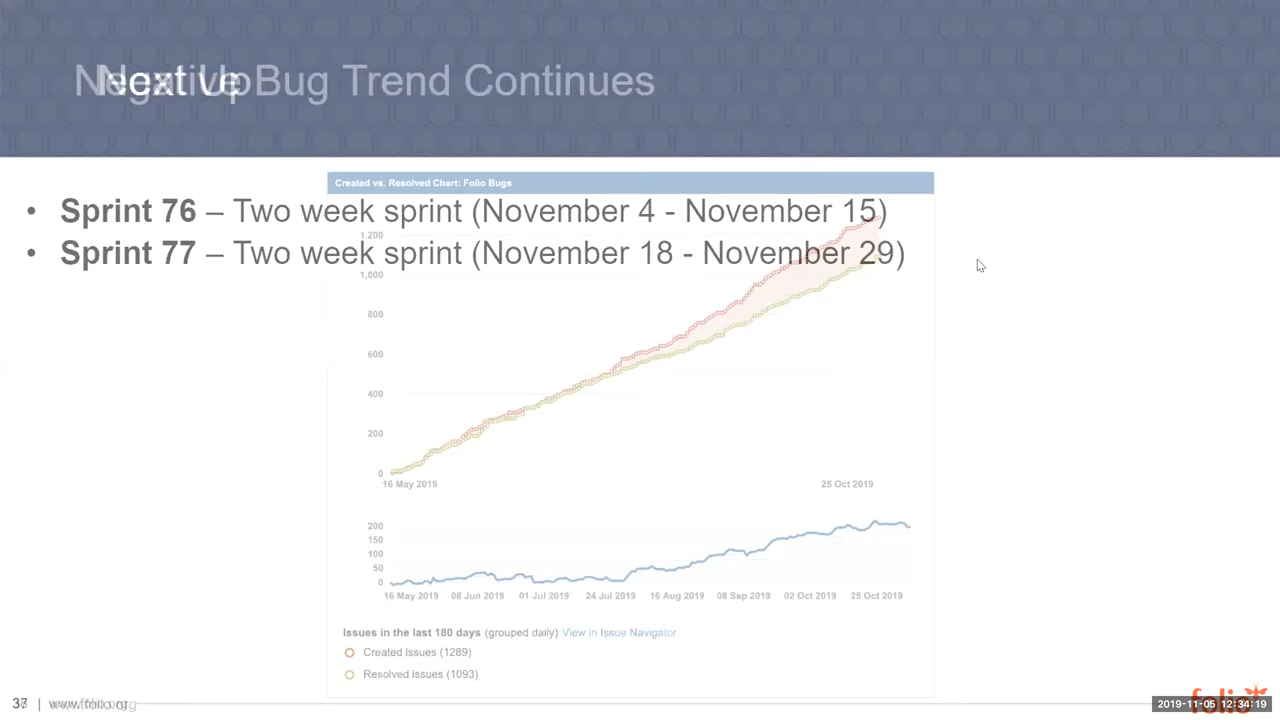 Negative Bug Trend Continues
Next Up
Created vs. Resolved Chart: Folio Bugs
• Sprint 76 – Two week sprint (November 4 - November 15)
• Sprint 77 – Two week sprint (November 18 - November 29)
1,200
1,000
800
600
400
200
0
16 May 2019 25 Oct 2019
200
150
100
50
0
16 May 2019 08 Jun 2019 01 Jul 2019 24 Jul 2019 16 Aug 2019 08 Sep 2019 02 Oct 2019 25 Oct 2019
Issues in the last 180 days (grouped daily) View in Issue Navigator
Created issues (1289)
Resolved issues (1093)
| www.folio.org
folio
2019-11-05 12:34:19